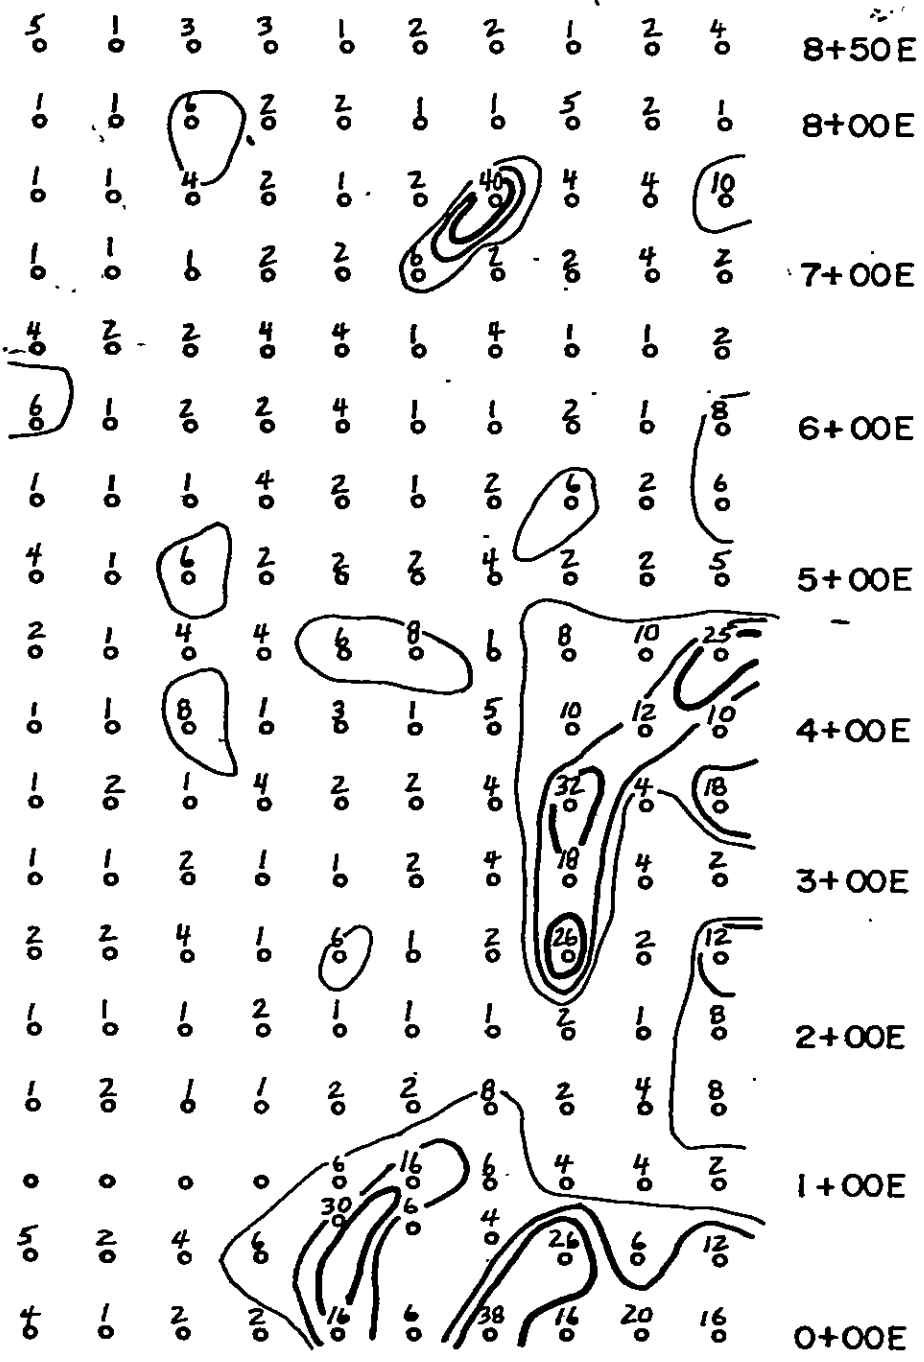 5 1 3 3 1 2 2 1 2 4 8+50E
1 1 6 2 2 1 1 5 2 1 8+00E
1 1 4 2 1 2 40 4 4 10
1 1 1 2 2 6 2 2 4 2 7+00E
4 2 2 4 4 1 4 1 1 2
6 1 2 2 4 1 1 2 1 8 6+00E
1 1 1 4 2 1 2 6 2 6
4 1 6 2 2 2 4 2 2 5 5+00E
2 1 4 4 6 8 1 8 10 25
1 1 8 1 3 1 5 10 12 10 4+00E
1 2 1 4 2 2 4 32 4 18
1 1 2 1 1 2 4 18 4 2 3+00E
2 2 4 1 6 1 2 26 2 12
1 1 1 2 1 1 1 2 1 8 2+00E
1 2 1 1 2 2 8 2 4 8
6 16 6 4 4 2 1+00E
30 6 4
5 2 4 6 26 6 12
4 1 2 2 16 6 38 16 20 16 0+00E